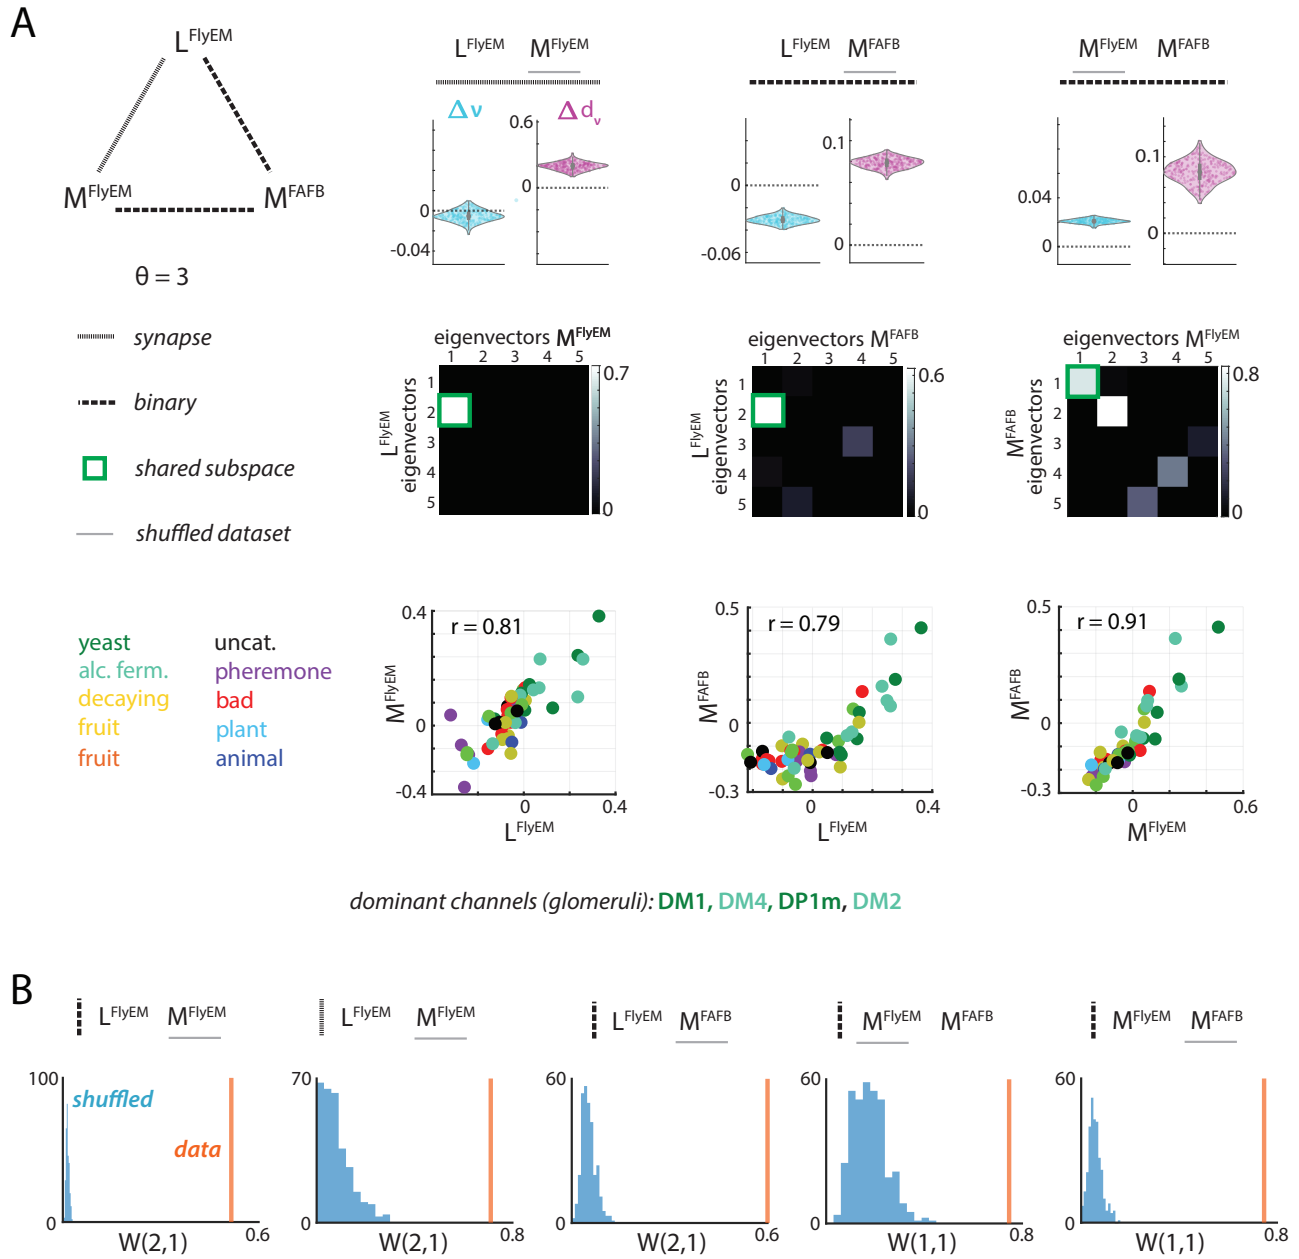 A
L^FlyEM
M^FlyEM
M^FAFB
θ = 3
synapse
binary
shared subspace
shuffled dataset
L^FlyEM M^FlyEM
Δν
Δd_ν
0
-0.04
0.6
0
L^FlyEM M^FAFB
0
-0.06
0.1
0
M^FlyEM M^FAFB
0.04
0
0.1
0
eigenvectors M^FlyEM
1 2 3 4 5
L^FlyEM
eigenvectors
1
2
3
4
5
0.7
0
eigenvectors M^FAFB
1 2 3 4 5
L^FlyEM
eigenvectors
1
2
3
4
5
0.6
0
eigenvectors M^FlyEM
1 2 3 4 5
M^FAFB
eigenvectors
1
2
3
4
5
0.8
0
yeast
alc. ferm.
decaying
fruit
fruit
uncat.
pheremone
bad
plant
animal
0.4
r = 0.81
M^FlyEM
0
-0.4
0 0.4
L^FlyEM
0.5
r = 0.79
M^FAFB
0
-0.3
0 0.4
L^FlyEM
0.5
r = 0.91
M^FAFB
0
-0.3
0 0.6
M^FlyEM
dominant channels (glomeruli): DM1, DM4, DP1m, DM2
B
L^FlyEM M^FlyEM
100
shuffled
data
0
0.6
W(2,1)
L^FlyEM M^FlyEM
70
0
0.8
W(2,1)
L^FlyEM M^FAFB
60
0
0.6
W(2,1)
M^FlyEM M^FAFB
60
0
0.8
W(1,1)
M^FlyEM M^FAFB
60
0
0.8
W(1,1)